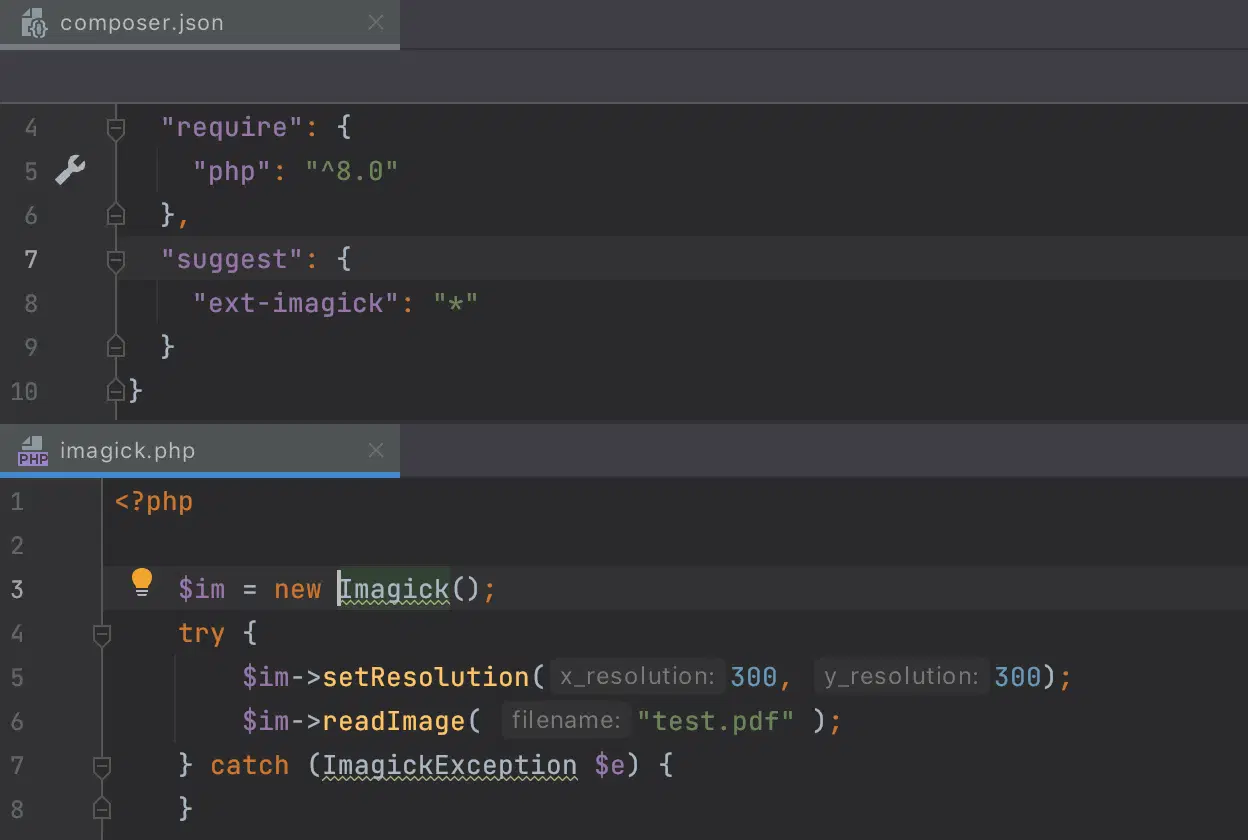 composer.json
4 "require": {
5 "php": "^8.0"
6 },
7 "suggest": {
8 "ext-imagick": "*"
9 }
10 }
PHP imagick.php
1 <?php
2
3 $im = new Imagick();
4 try {
5 $im->setResolution( x_resolution: 300, y_resolution: 300);
6 $im->readImage( filename: "test.pdf" );
7 } catch (ImagickException $e) {
8 }